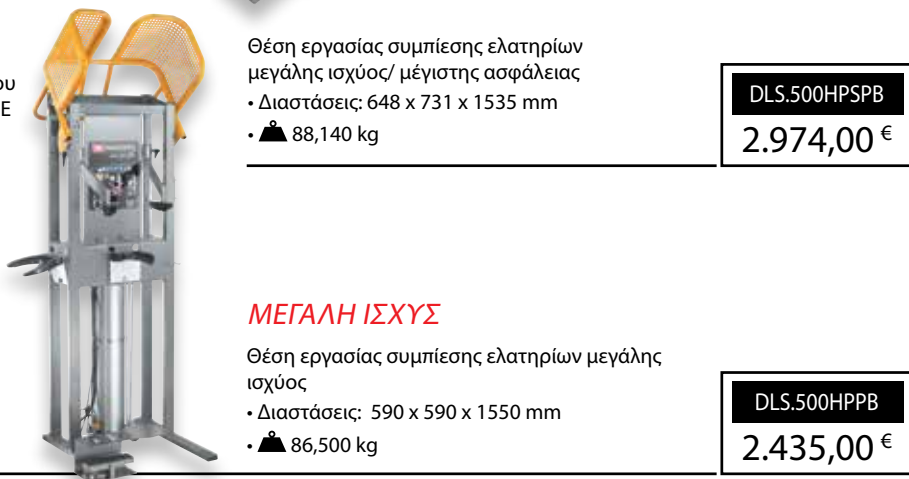 ου
Ε
Θέση εργασίας συμπίεσης ελατηρίων
μεγάλης ισχύος/ μέγιστης ασφάλειας
• Διαστάσεις: 648 x 731 x 1535 mm
• 88,140 kg
DLS.500HPSPB
2.974,00 €
ΜΕΓΑΛΗ ΙΣΧΥΣ
Θέση εργασίας συμπίεσης ελατηρίων μεγάλης
ισχύος
• Διαστάσεις: 590 x 590 x 1550 mm
• 86,500 kg
DLS.500HPPB
2.435,00 €